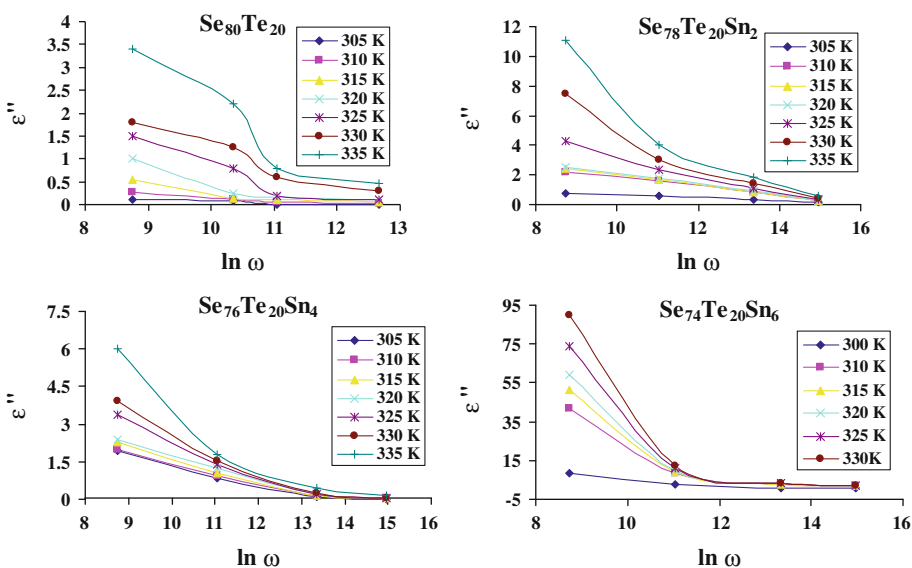 Se80Te20
4
3.5
3
2.5
2
1.5
1
0.5
0
8
9
10
11
12
13
ε"
ln ω
305 K
310 K
315 K
320 K
325 K
330 K
335 K
Se78Te20Sn2
12
10
8
6
4
2
0
8
10
12
14
16
ε"
ln ω
305 K
310 K
315 K
320 K
325 K
330 K
335 K
Se76Te20Sn4
7.5
6
4.5
3
1.5
0
8
9
10
11
12
13
14
15
16
ε"
ln ω
305 K
310 K
315 K
320 K
325 K
330 K
335 K
Se74Te20Sn6
95
75
55
35
15
-5
8
10
12
14
16
ε"
ln ω
300 K
310 K
315 K
320 K
325 K
330K